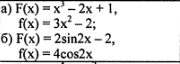 а) F(x) = x³ – 2x + 1,
f(x) = 3x² – 2;
б) F(x) = 2sin2x – 2,
f(x) = 4cos2x